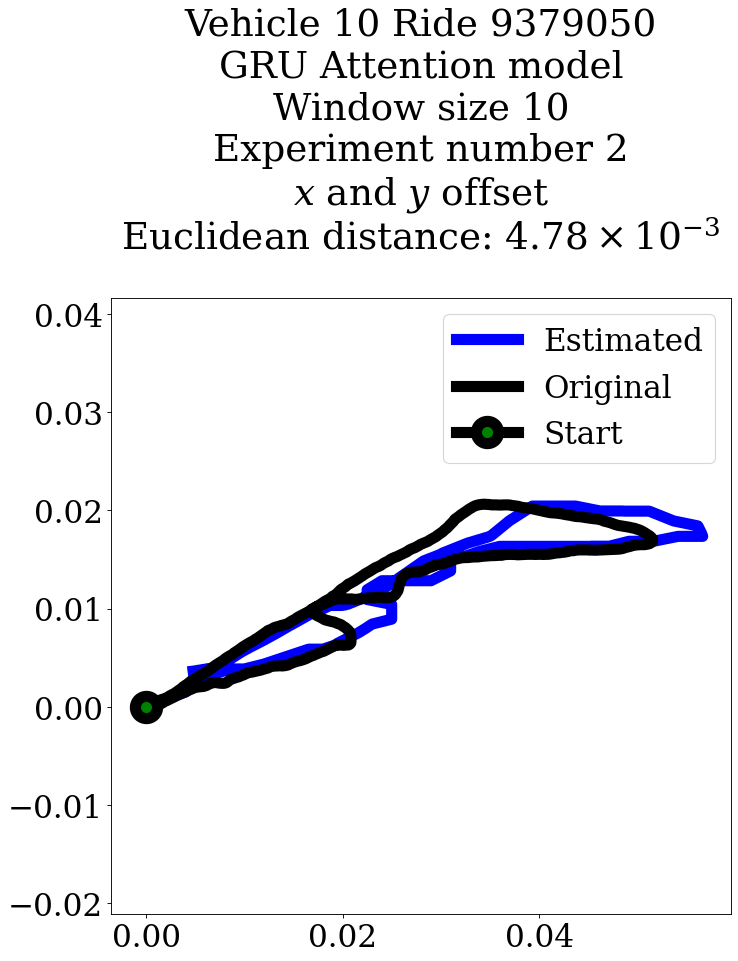 Vehicle 10 Ride 9379050
GRU Attention model
Window size 10
Experiment number 2
x and y offset
Euclidean distance: 4.78 × 10⁻³
Estimated
Original
Start
0.04
0.03
0.02
0.01
0.00
−0.01
−0.02
0.00 0.02 0.04